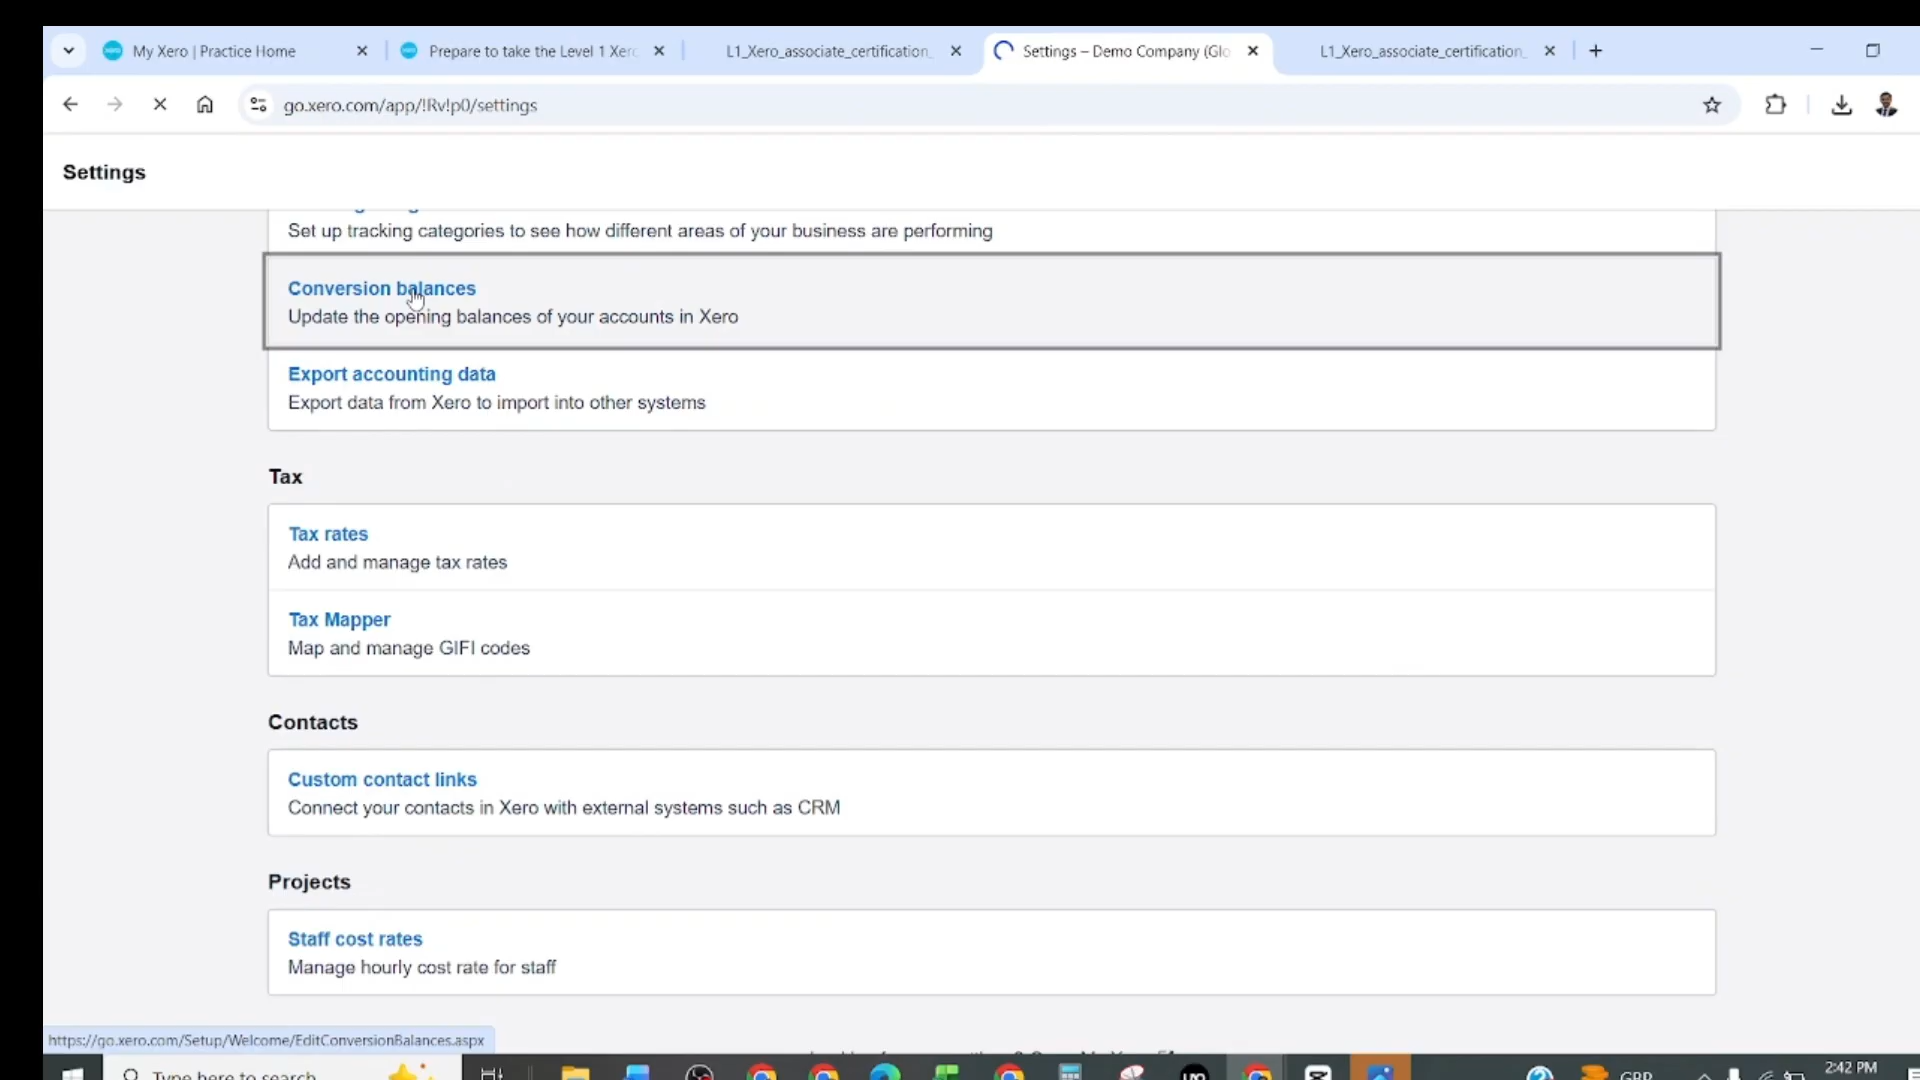 My Xero | Practice Home
Prepare to take the Level 1 Xero
L1_Xero_associate_certification_
Settings – Demo Company (Glo
L1_Xero_associate_certification_
go.xero.com/app/!Rv!p0/settings
Settings
Set up tracking categories to see how different areas of your business are performing
Conversion balances
Update the opening balances of your accounts in Xero
Export accounting data
Export data from Xero to import into other systems
Tax
Tax rates
Add and manage tax rates
Tax Mapper
Map and manage GIFI codes
Contacts
Custom contact links
Connect your contacts in Xero with external systems such as CRM
Projects
Staff cost rates
Manage hourly cost rate for staff
https://go.xero.com/Setup/Welcome/EditConversionBalances.aspx
Type here to search
GBP
2:42 PM